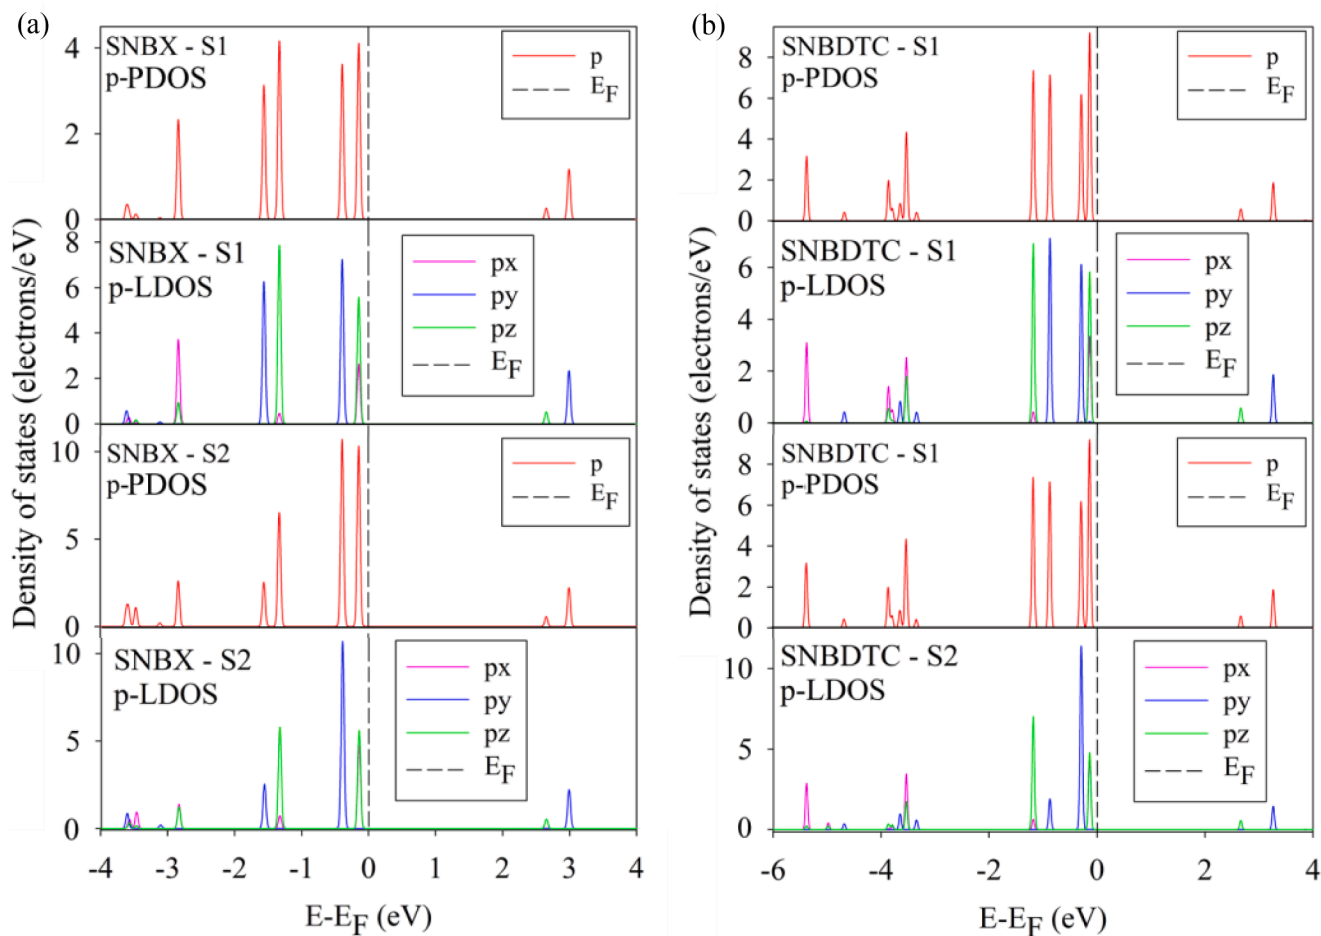 (a)
Density of states (electrons/eV)
SNBX - S1
p-PDOS
p
EF
4
2
0
SNBX - S1
p-LDOS
px
py
pz
EF
8
6
4
2
0
SNBX - S2
p-PDOS
p
EF
10
5
0
SNBX - S2
p-LDOS
px
py
pz
EF
10
5
0
-4 -3 -2 -1 0 1 2 3 4
E-EF (eV)
(b)
Density of states (electrons/eV)
SNBDTC - S1
p-PDOS
p
EF
8
6
4
2
0
SNBDTC - S1
p-LDOS
px
py
pz
EF
6
4
2
0
SNBDTC - S1
p-PDOS
p
EF
8
6
4
2
0
SNBDTC - S2
p-LDOS
px
py
pz
EF
10
5
0
-6 -4 -2 0 2 4
E-EF (eV)